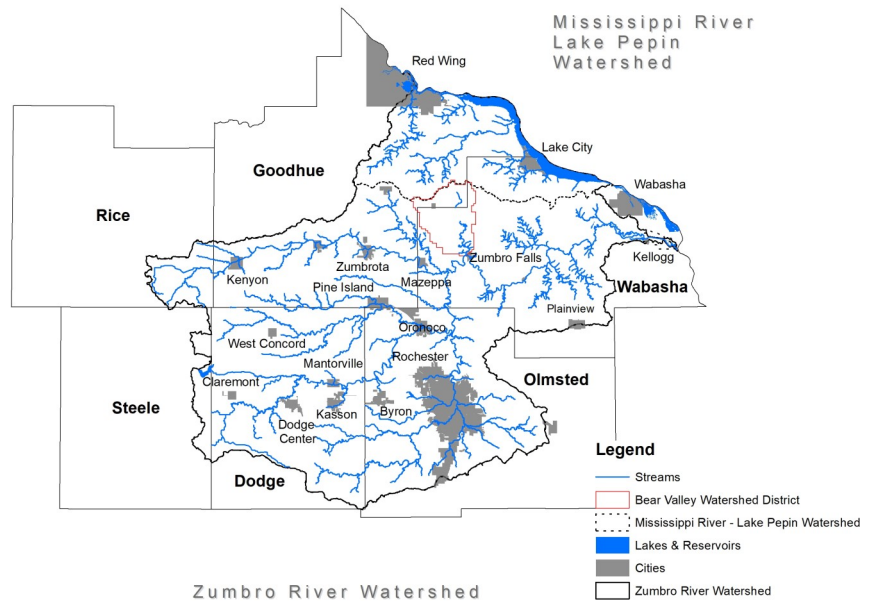 Mississippi River
Lake Pepin
Watershed
Red Wing
Lake City
Goodhue
Wabasha
Rice
Kellogg
Zumbro Falls
Zumbrota
Kenyon
Mazeppa
Pine Island
Wabasha
Plainview
Oronoco
West Concord
Rochester
Mantorville
Claremont
Olmsted
Steele
Kasson
Byron
Dodge
Center
Dodge
Legend
Streams
Bear Valley Watershed District
Mississippi River - Lake Pepin Watershed
Lakes & Reservoirs
Cities
Zumbro River Watershed
Zumbro River Watershed